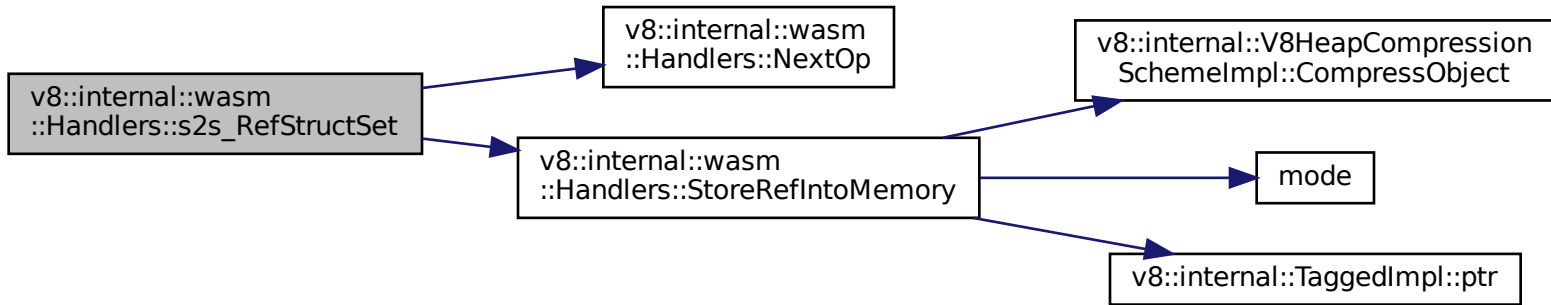 v8::internal::wasm
::Handlers::s2s_RefStructSet
v8::internal::wasm
::Handlers::NextOp
v8::internal::wasm
::Handlers::StoreRefIntoMemory
v8::internal::V8HeapCompression
SchemeImpl::CompressObject
mode
v8::internal::TaggedImpl::ptr